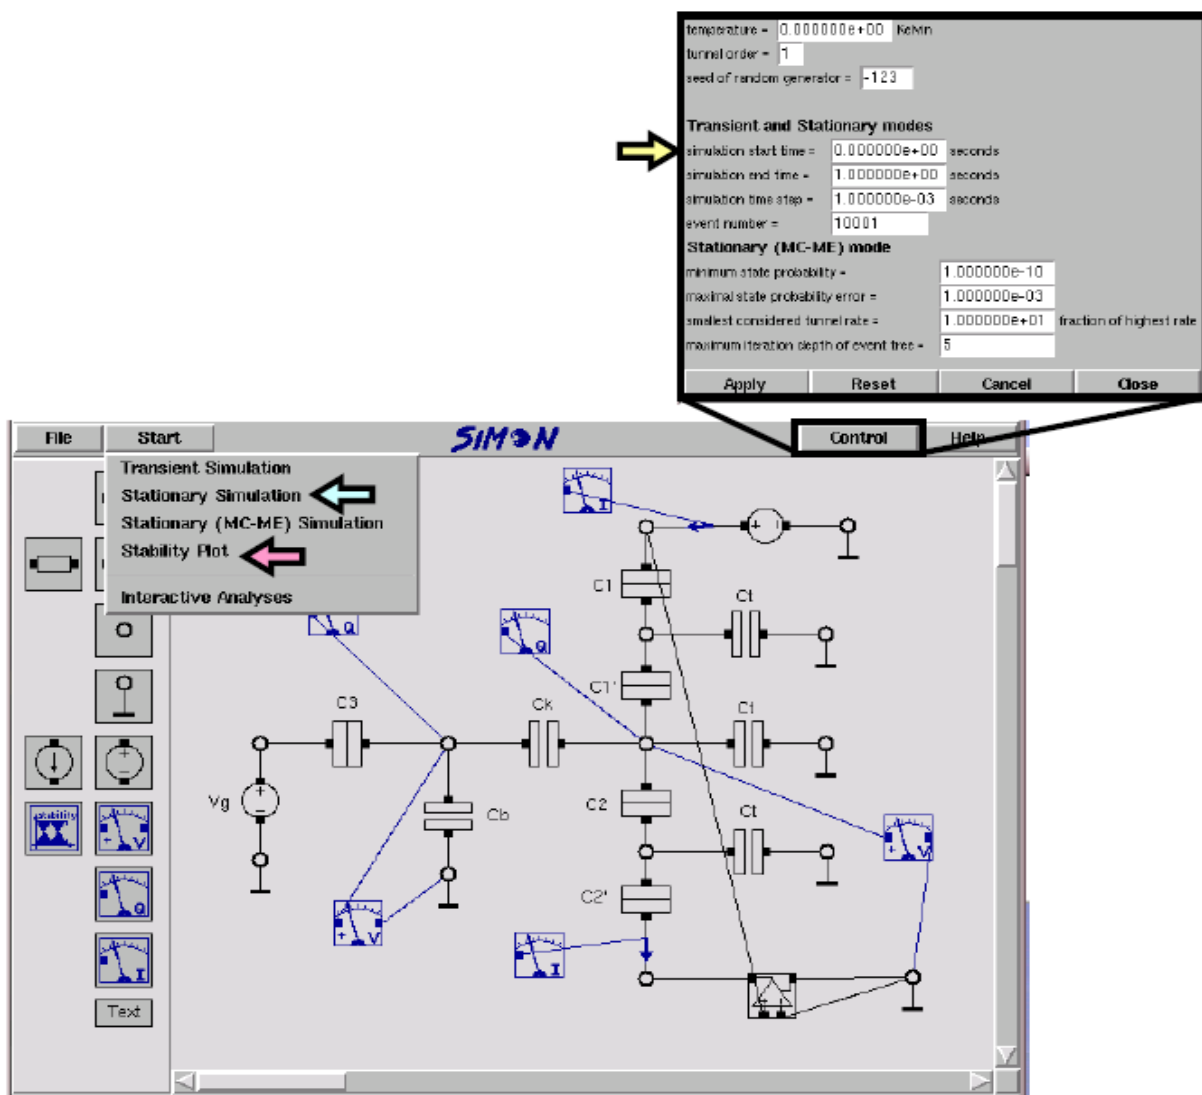 temperature = 0.000000e+00 Kelvin
tunnel order = 1
seed of random generator = -123
Transient and Stationary modes
simulation start time = 0.000000e+00 seconds
simulation end time = 1.000000e+00 seconds
simulation time step = 1.000000e-03 seconds
event number = 10001
Stationary (MC-ME) mode
minimum state probability = 1.000000e-10
maximal state probability error = 1.000000e-03
smallest considered tunnel rate = 1.000000e+01 fraction of highest rate
maximum iteration depth of event tree = 5
Apply Reset Cancel Close
File Start SIMON Control Help
Transient Simulation
Stationary Simulation
Stationary (MC-ME) Simulation
Stability Plot
Interactive Analyses
I
+ -
C1
Ct
Q
Q
C1'
C3
Ck
Ct
Vg
+
-
+
-
stability
+ V
C2
Cb
Ct
+ V
Q
C2'
+ V
I
I
+ +
Text